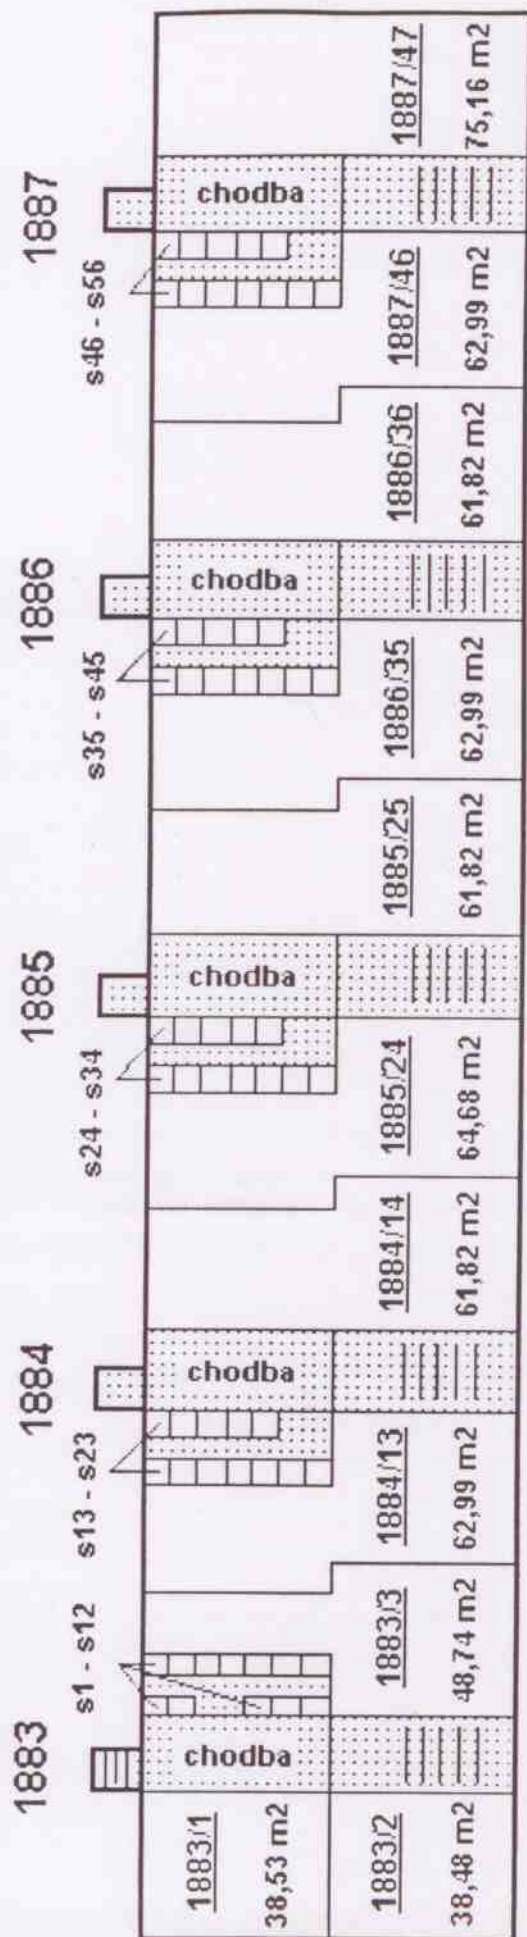 1883
1884
1885
1886
1887
s1 - s12
s13 - s23
s24 - s34
s35 - s45
s46 - s56
chodba
chodba
chodba
chodba
chodba
1883/1
38,53 m2
1883/2
38,48 m2
1883/3
48,74 m2
1884/13
62,99 m2
1884/14
61,82 m2
1885/24
64,68 m2
1885/25
61,82 m2
1886/35
62,99 m2
1886/36
61,82 m2
1887/46
62,99 m2
1887/47
75,16 m2